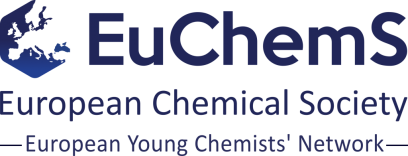 EuChemS
European Chemical Society
European Young Chemists' Network